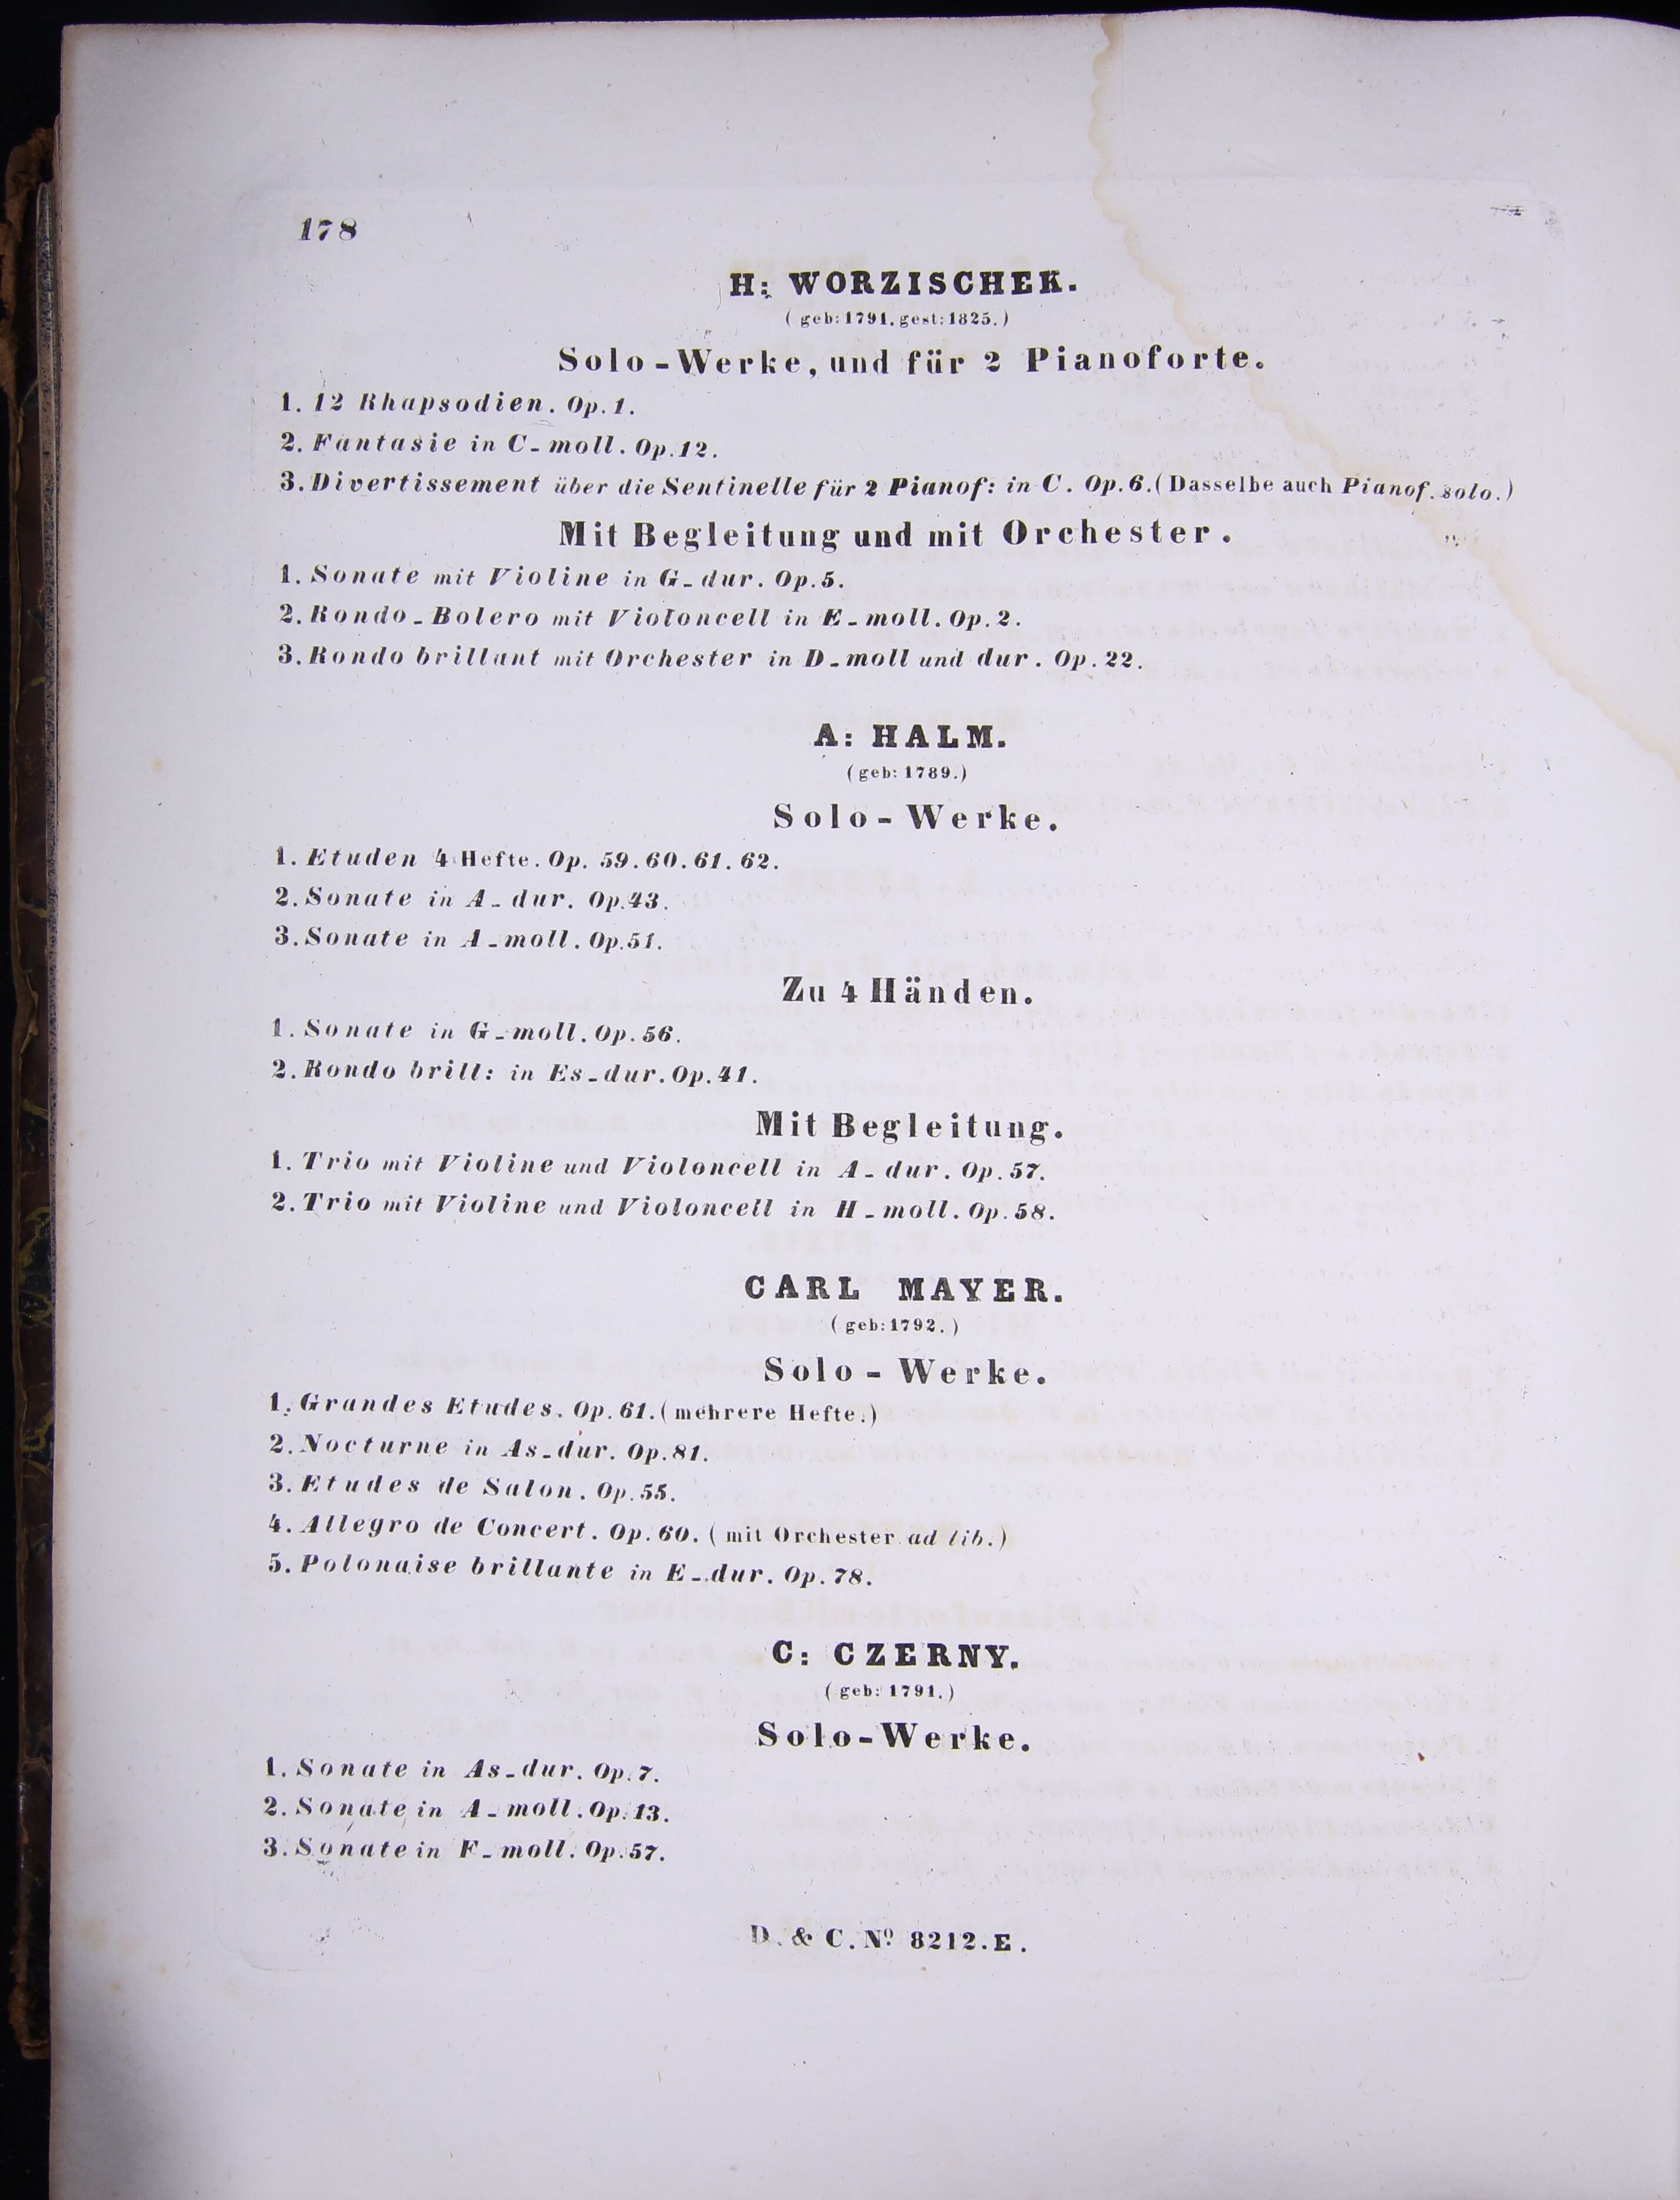 178
H: WORZISCHEK.
( geb: 1791. gest: 1825. )
Solo - Werke, und für 2 Pianoforte.
1. 12 Rhapsodien. Op. 1.
2. Fantasie in C - moll. Op. 12.
3. Divertissement über die Sentinelle für 2 Pianof: in C. Op. 6. ( Dasselbe auch Pianof. solo. )
Mit Begleitung und mit Orchester.
1. Sonate mit Violine in G - dur. Op. 5.
2. Rondo - Bolero mit Violoncell in E - moll. Op. 2.
3. Rondo brillant mit Orchester in D - moll und dur. Op. 22.
A: HALM.
( geb: 1789. )
Solo - Werke.
1. Etuden 4 Hefte. Op. 59. 60. 61. 62.
2. Sonate in A - dur. Op. 43.
3. Sonate in A - moll. Op. 51.
Zu 4 Händen.
1. Sonate in G - moll. Op. 56.
2. Rondo brill: in Es - dur. Op. 41.
Mit Begleitung.
1. Trio mit Violine und Violoncell in A - dur. Op. 57.
2. Trio mit Violine und Violoncell in H - moll. Op. 58.
CARL MAYER.
( geb: 1792. )
Solo - Werke.
1. Grandes Etudes. Op. 61. ( mehrere Hefte. )
2. Nocturne in As - dur. Op. 81.
3. Etudes de Salon. Op. 55.
4. Allegro de Concert. Op. 60. ( mit Orchester ad lib. )
5. Polonaise brillante in E - dur. Op. 78.
C: CZERNY.
( geb: 1791. )
Solo - Werke.
1. Sonate in As - dur. Op. 7.
2. Sonate in A - moll. Op. 13.
3. Sonate in F - moll. Op. 57.
D. & C. Nº 8212. E.